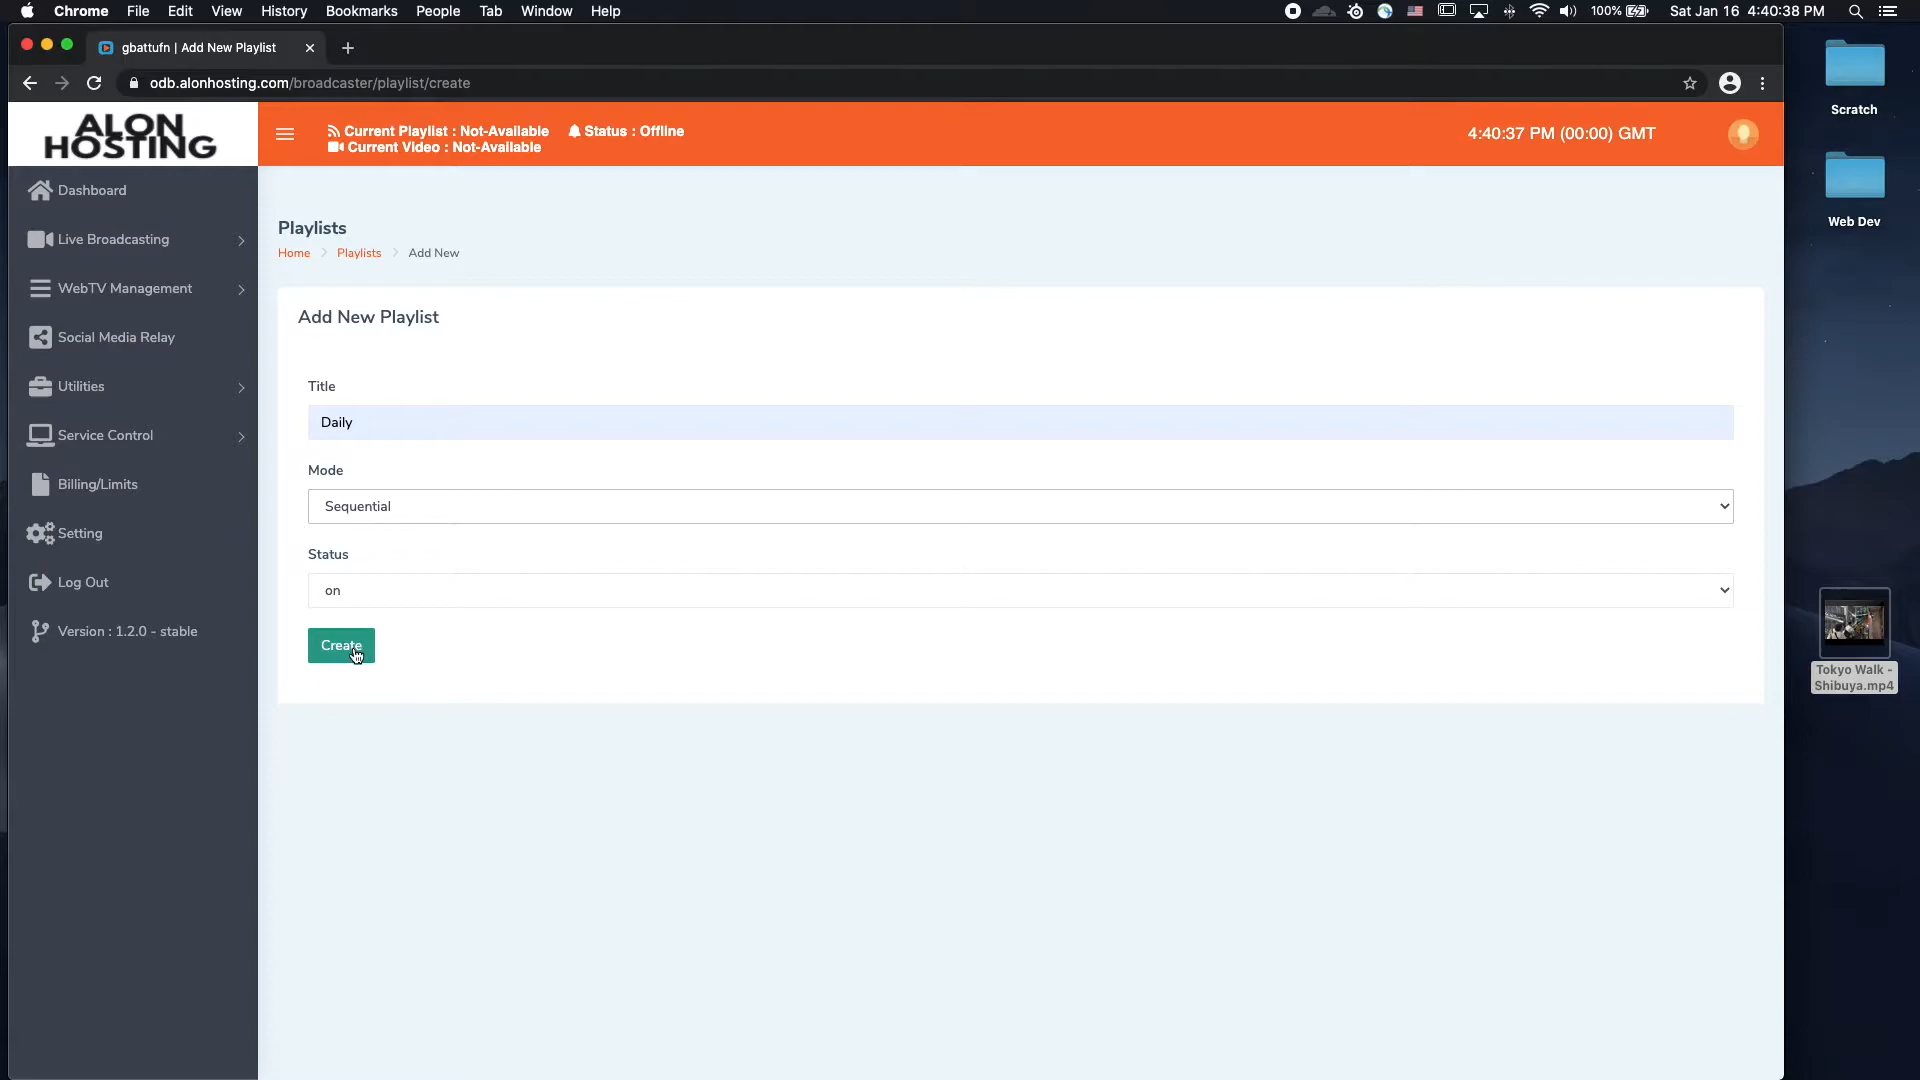 Chrome File Edit View History Bookmarks People Tab Window Help 100% Sat Jan 16 4:40:38 PM
gbattufn | Add New Playlist
odb.alonhosting.com/broadcaster/playlist/create
ALON
HOSTING
Current Playlist : Not-Available Status : Offline
Current Video : Not-Available
4:40:37 PM (00:00) GMT
Dashboard
Live Broadcasting
WebTV Management
Social Media Relay
Utilities
Service Control
Billing/Limits
Setting
Log Out
Version : 1.2.0 - stable
Playlists
Home Playlists Add New
Add New Playlist
Title
Daily
Mode
Sequential
Status
on
Create
Scratch
Web Dev
Tokyo Walk -
Shibuya.mp4